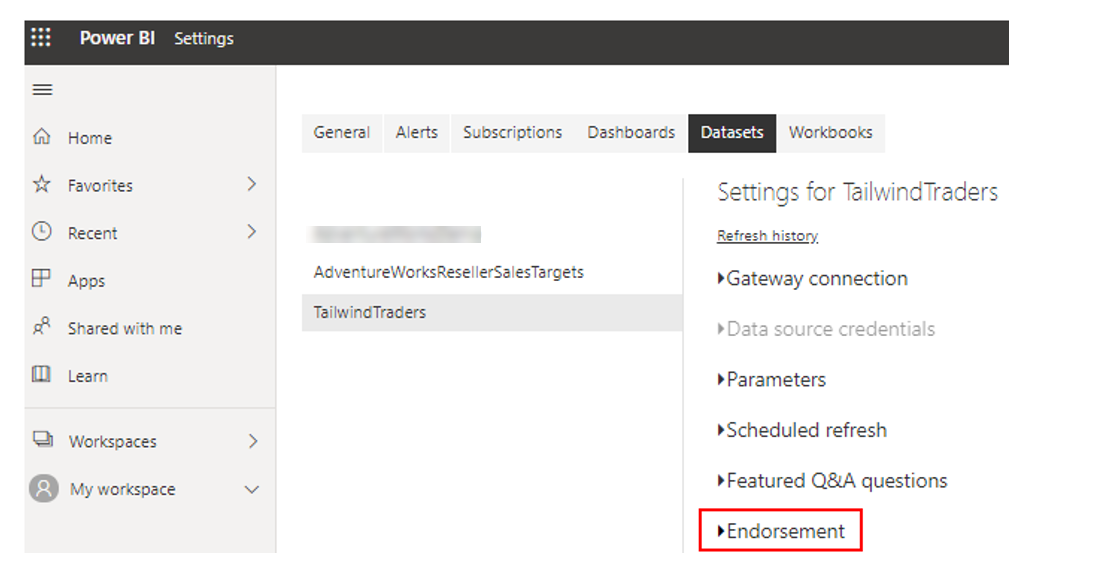 Power BI Settings
Home
Favorites
Recent
Apps
Shared with me
Learn
Workspaces
My workspace
General Alerts Subscriptions Dashboards Datasets Workbooks
AdventureWorksResellerSalesTargets
TailwindTraders
Settings for TailwindTraders
Refresh history
Gateway connection
Data source credentials
Parameters
Scheduled refresh
Featured Q&A questions
Endorsement